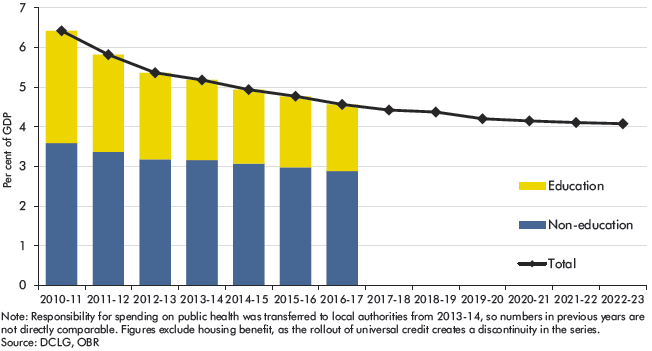 7
6
5
4
3
2
1
0
Per cent of GDP
Education
Non-education
Total
2010-11 2011-12 2012-13 2013-14 2014-15 2015-16 2016-17 2017-18 2018-19 2019-20 2020-21 2021-22 2022-23
Note: Responsibility for spending on public health was transferred to local authorities from 2013-14, so numbers in previous years are
not directly comparable. Figures exclude housing benefit, as the rollout of universal credit creates a discontinuity in the series.
Source: DCLG, OBR